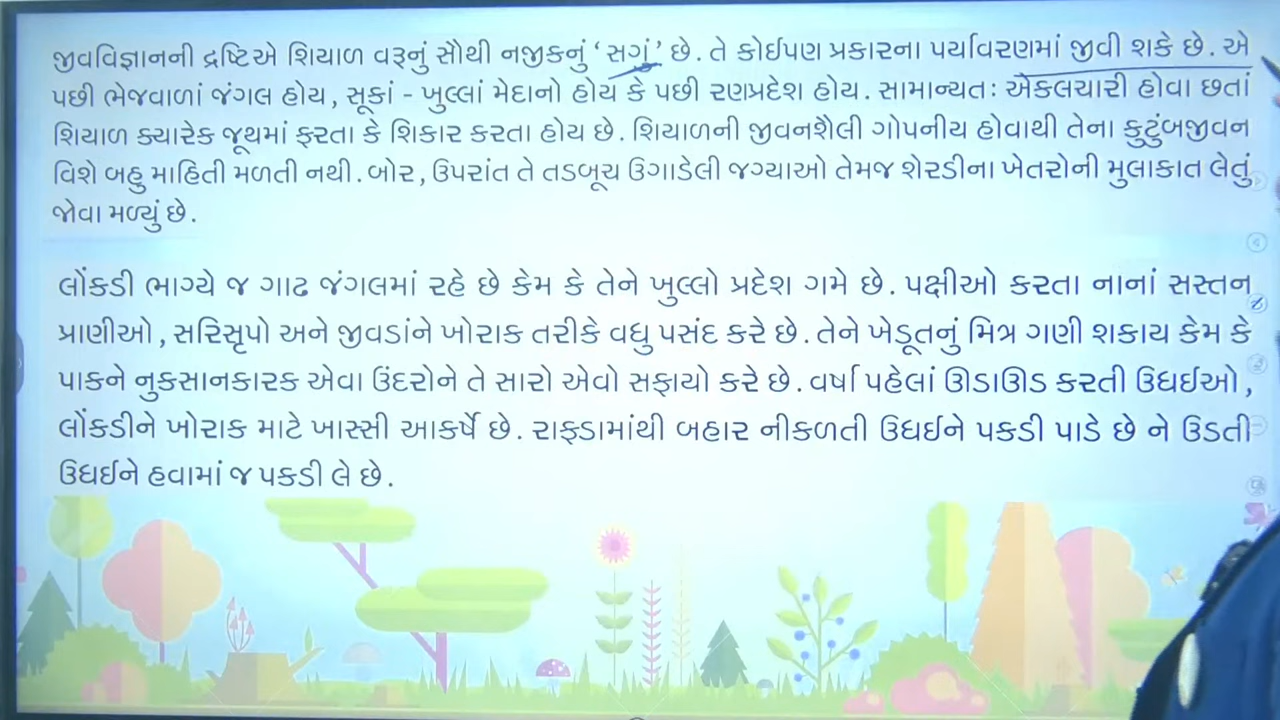 જીવવિજ્ઞાનની દ્રષ્ટિએ શિયાળ વરૂનું સૌથી નજીકનું ‘સગું’ છે. તે કોઈપણ પ્રકારના પર્યાવરણમાં જીવી શકે છે. એ
પછી ભેજવાળાં જંગલ હોય, સૂકાં - ખુલ્લાં મેદાનો હોય કે પછી રણપ્રદેશ હોય. સામાન્યતઃ એકલચારી હોવા છતાં
શિયાળ ક્યારેક જૂથમાં ફરતા કે શિકાર કરતા હોય છે. શિયાળની જીવનશૈલી ગોપનીય હોવાથી તેના કુટુંબજીવન
વિશે બહુ માહિતી મળતી નથી. બોર, ઉપરાંત તે તડબૂચ ઉગાડેલી જગ્યાઓ તેમજ શેરડીના ખેતરોની મુલાકાત લેતું
જોવા મળ્યું છે.
લોંકડી ભાગ્યે જ ગાઢ જંગલમાં રહે છે કેમ કે તેને ખુલ્લો પ્રદેશ ગમે છે. પક્ષીઓ કરતા નાનાં સસ્તન
પ્રાણીઓ, સરિસૃપો અને જીવડાંને ખોરાક તરીકે વધુ પસંદ કરે છે. તેને ખેડૂતનું મિત્ર ગણી શકાય કેમ કે
પાકને નુકસાનકારક એવા ઉંદરોને તે સારો એવો સફાયો કરે છે. વર્ષા પહેલાં ઊડાઊડ કરતી ઉધઈઓ,
લોંકડીને ખોરાક માટે ખાસ્સી આકર્ષે છે. રાફડામાંથી બહાર નીકળતી ઉધઈને પકડી પાડે છે ને ઉડતી
ઉધઈને હવામાં જ પકડી લે છે.